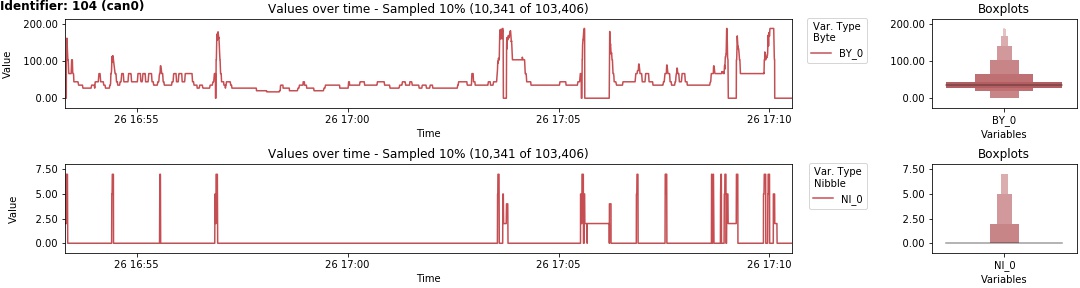 Identifier: 104 (can0)
Values over time - Sampled 10% (10,341 of 103,406)
Value
200.00
100.00
0.00
26 16:55
26 17:00
26 17:05
26 17:10
Time
Var. Type
Byte
BY_0
Boxplots
200.00
100.00
0.00
BY_0
Variables
Values over time - Sampled 10% (10,341 of 103,406)
Value
7.50
5.00
2.50
0.00
26 16:55
26 17:00
26 17:05
26 17:10
Time
Var. Type
Nibble
NI_0
Boxplots
7.50
5.00
2.50
0.00
NI_0
Variables